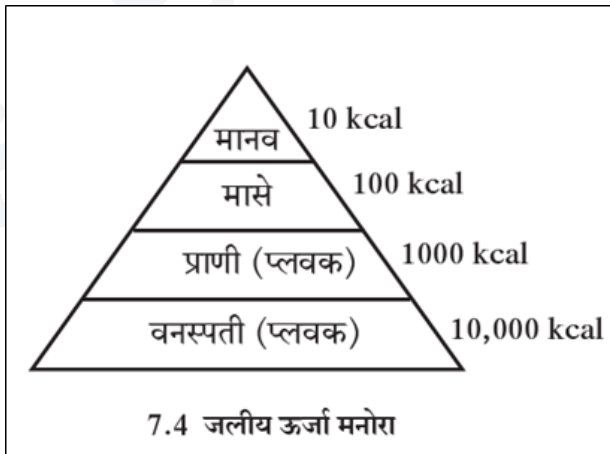 मानव 10 kcal
मासे 100 kcal
प्राणी (प्लवक) 1000 kcal
वनस्पती (प्लवक) 10,000 kcal
7.4 जलीय ऊर्जा मनोरा